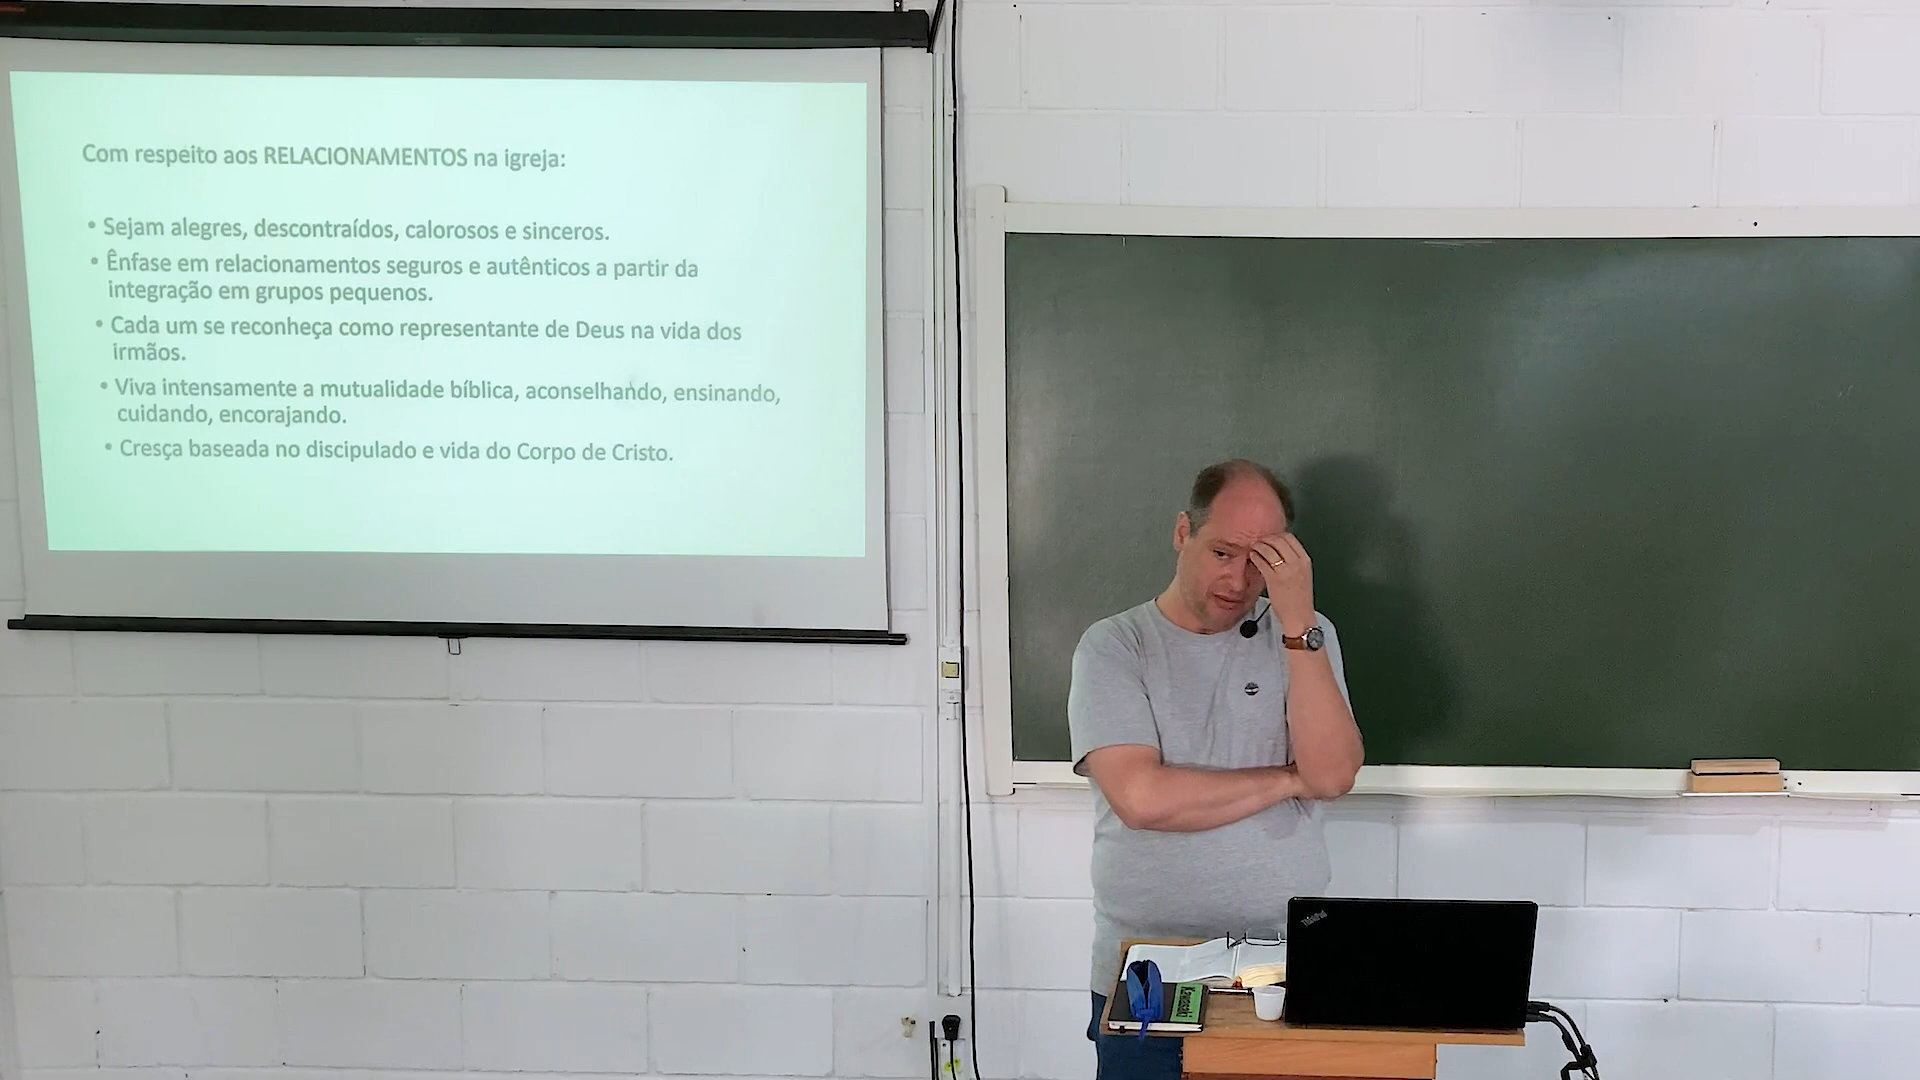 Com respeito aos RELACIONAMENTOS na igreja:
• Sejam alegres, descontraídos, calorosos e sinceros.
• Ênfase em relacionamentos seguros e autênticos a partir da
integração em grupos pequenos.
• Cada um se reconheça como representante de Deus na vida dos
irmãos.
• Viva intensamente a mutualidade bíblica, aconselhando, ensinando,
cuidando, encorajando.
• Cresça baseada no discipulado e vida do Corpo de Cristo.
ThinkPad
Kawasaki